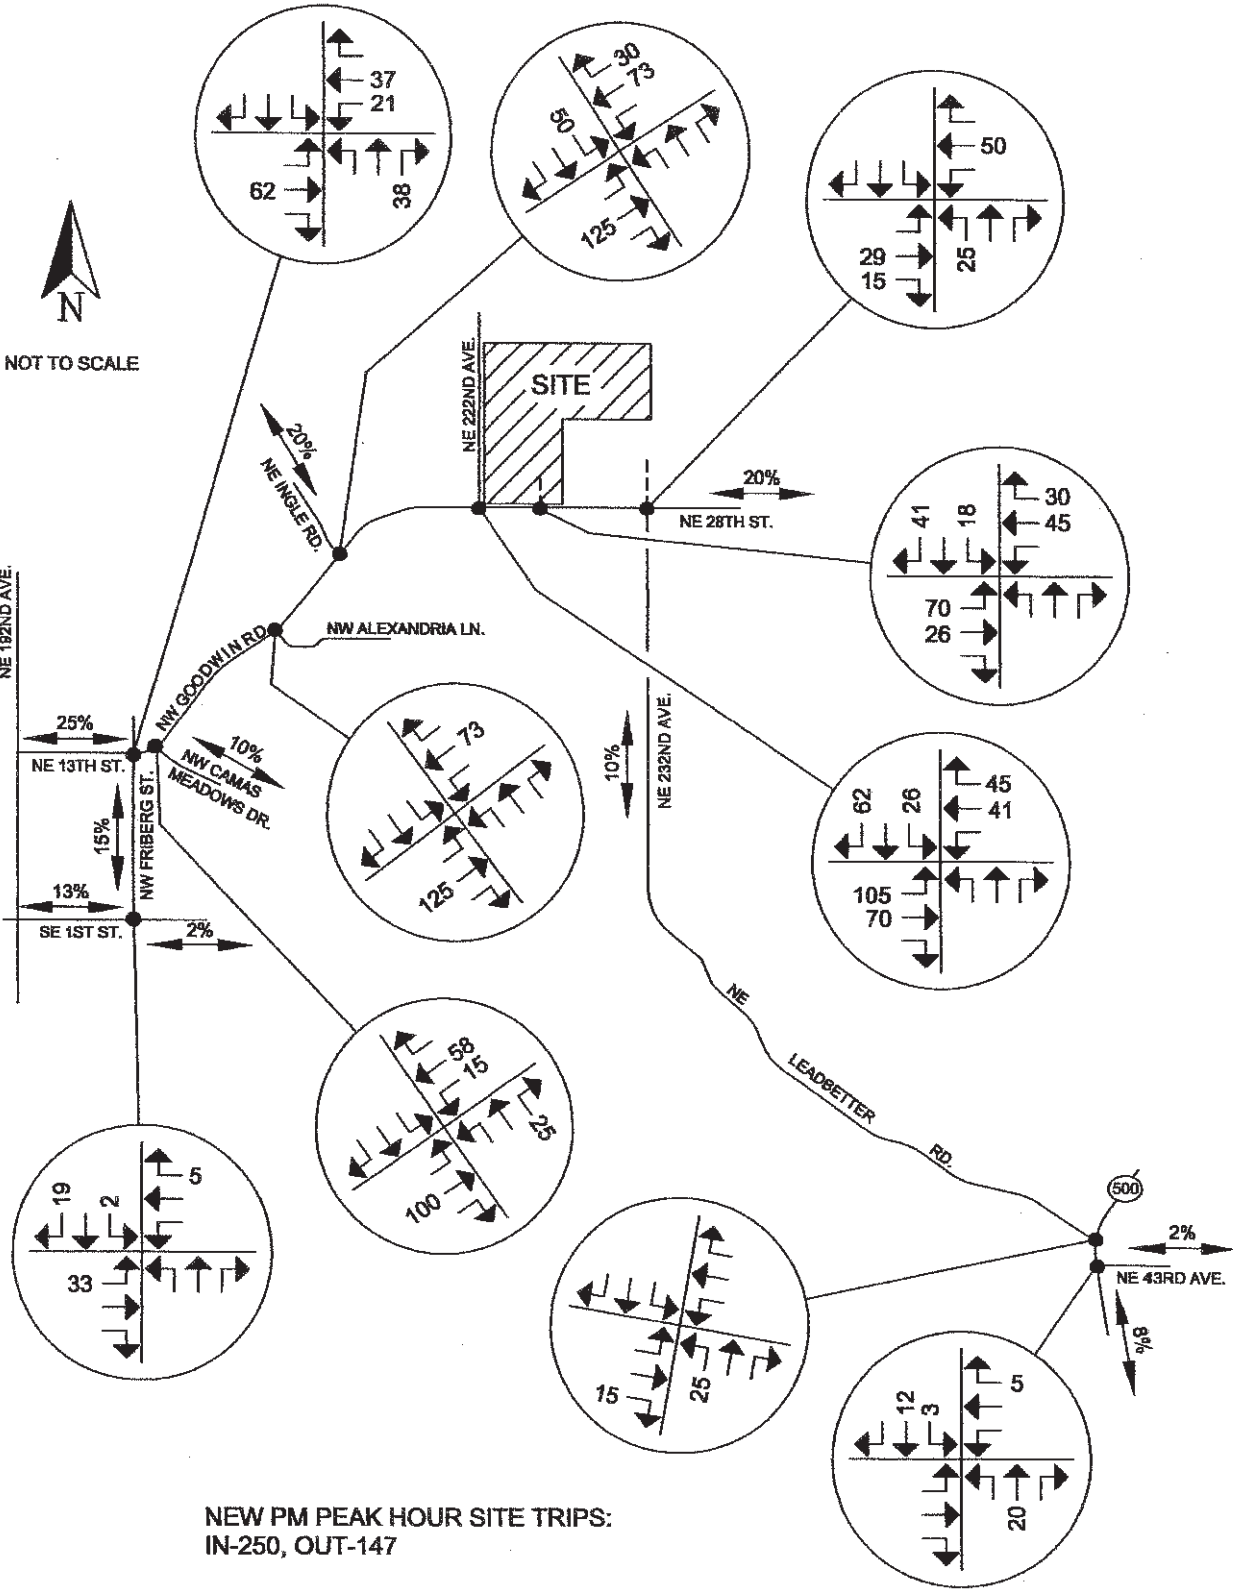 37
21
62
38
30
73
50
125
50
29
15
25
N
NOT TO SCALE
NE 222ND AVE.
SITE
20%
NE INGLE RD.
20%
NE 28TH ST.
41
18
30
45
70
26
NE 192ND AVE.
NW ALEXANDRIA LN.
NW GOODWIN RD.
25%
NE 13TH ST.
10%
NW CAMAS
MEADOWS DR.
15%
NW FRIBERG ST.
13%
SE 1ST ST.
2%
73
125
10%
NE 232ND AVE.
62
26
45
41
105
70
NE
LEADBETTER
RD.
58
15
25
100
19
2
5
33
500
2%
NE 43RD AVE.
8%
15
25
12
3
5
20
NEW PM PEAK HOUR SITE TRIPS:
IN-250, OUT-147